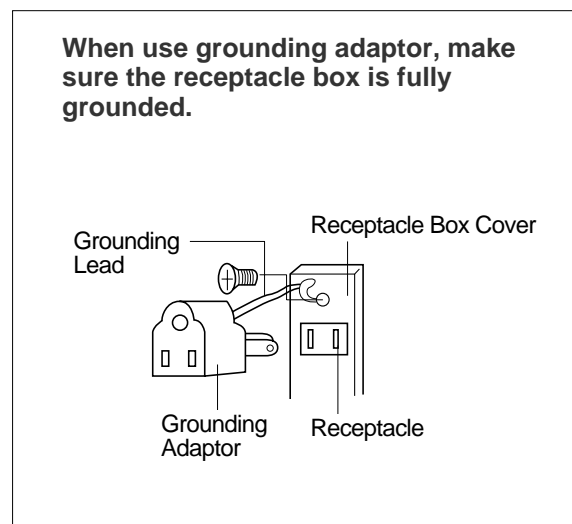 When use grounding adaptor, make
sure the receptacle box is fully
grounded.
Receptacle Box Cover
Grounding
Lead
Grounding
Adaptor
Receptacle